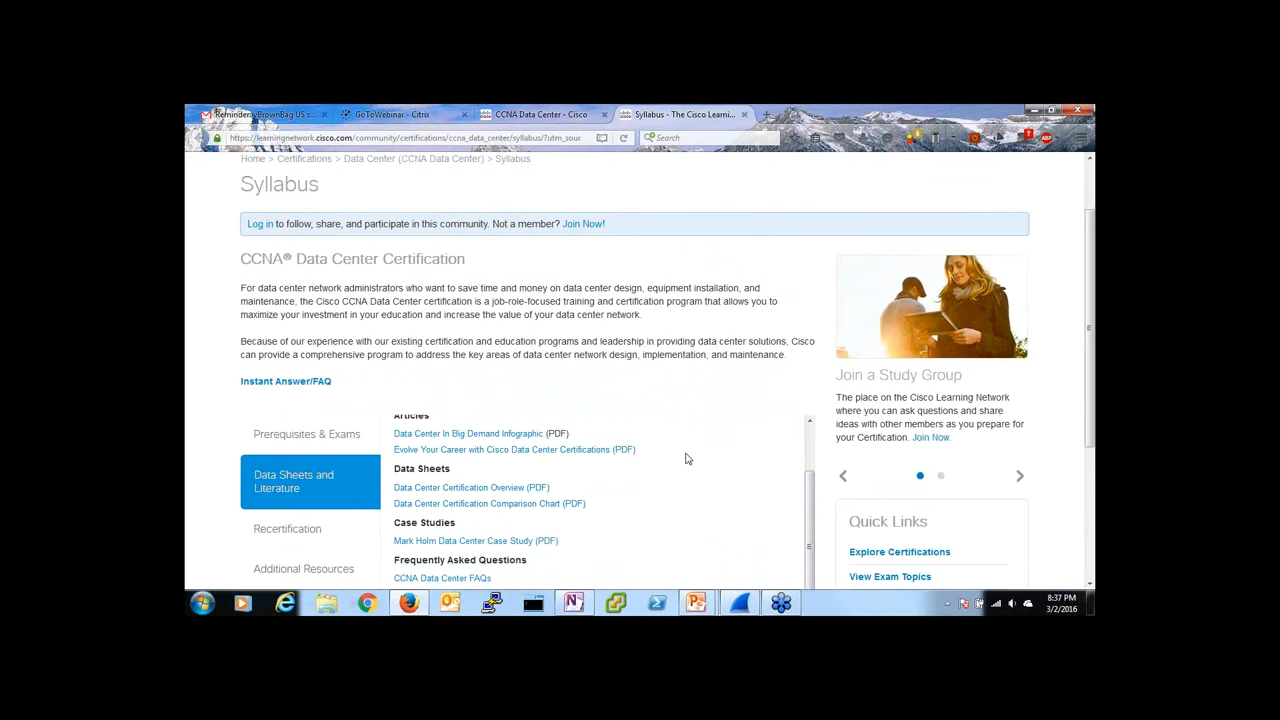 Reminder: vBrownBag US s...
GoToWebinar - Citrix
CCNA Data Center - Cisco
Syllabus - The Cisco Learni...
https://learningnetwork.cisco.com/community/certifications/ccna_data_center/syllabus/?utm_sour
Search
Home > Certifications > Data Center (CCNA Data Center) > Syllabus
Syllabus
Log in to follow, share, and participate in this community. Not a member? Join Now!
CCNA® Data Center Certification
For data center network administrators who want to save time and money on data center design, equipment installation, and
maintenance, the Cisco CCNA Data Center certification is a job-role-focused training and certification program that allows you to
maximize your investment in your education and increase the value of your data center network.
Because of our experience with our existing certification and education programs and leadership in providing data center solutions, Cisco
can provide a comprehensive program to address the key areas of data center network design, implementation, and maintenance.
Instant Answer/FAQ
Prerequisites & Exams
Data Sheets and
Literature
Recertification
Additional Resources
Articles
Data Center In Big Demand Infographic (PDF)
Evolve Your Career with Cisco Data Center Certifications (PDF)
Data Sheets
Data Center Certification Overview (PDF)
Data Center Certification Comparison Chart (PDF)
Case Studies
Mark Holm Data Center Case Study (PDF)
Frequently Asked Questions
CCNA Data Center FAQs
Join a Study Group
The place on the Cisco Learning Network
where you can ask questions and share
ideas with other members as you prepare
for your Certification. Join Now.
Quick Links
Explore Certifications
View Exam Topics
8:37 PM
3/2/2016